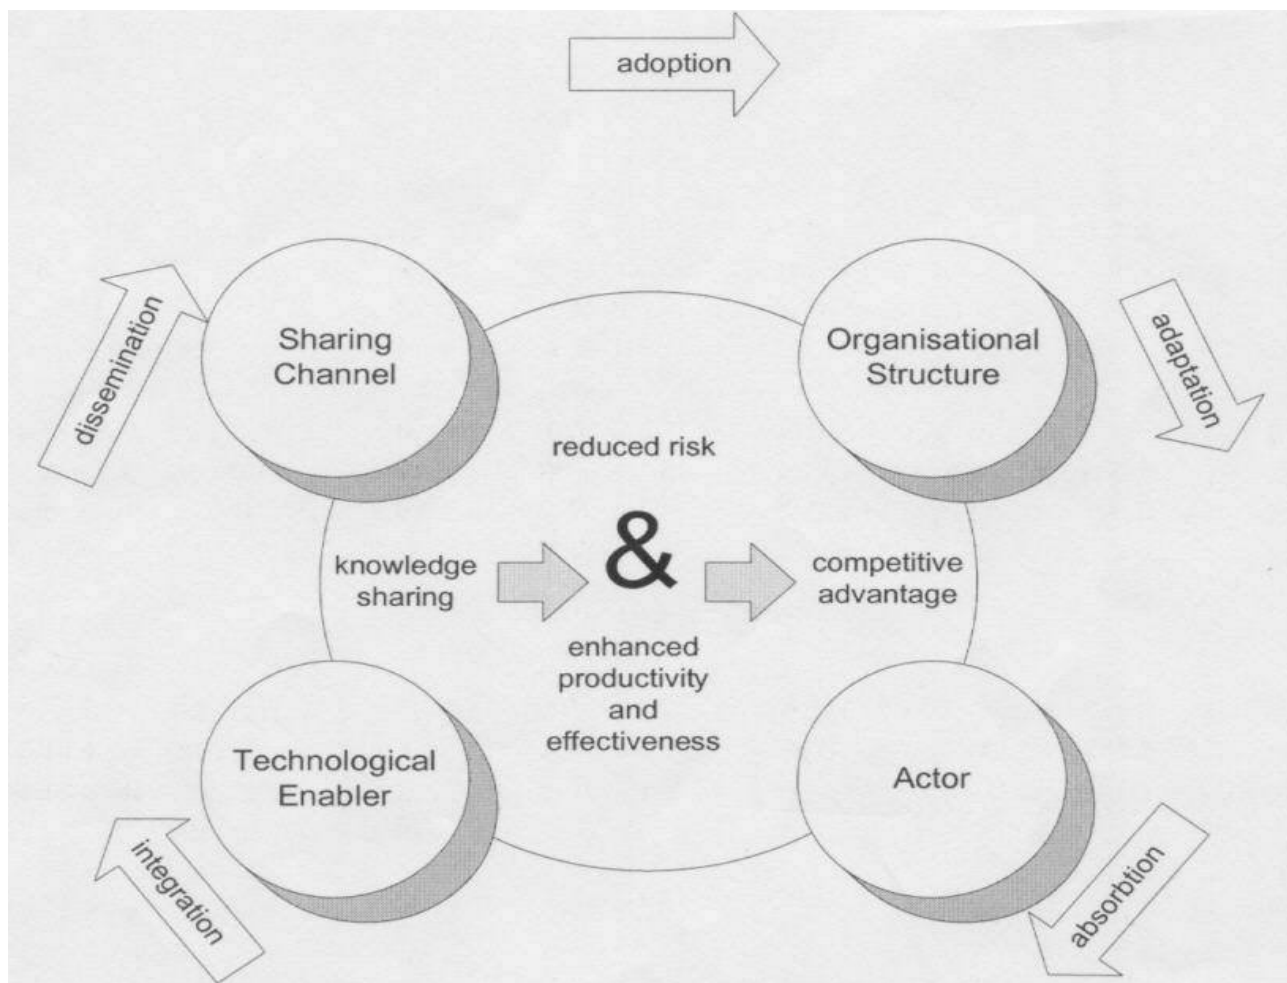 adoption
dissemination
Sharing
Channel
Organisational
Structure
adaptation
reduced risk
knowledge
sharing
&
competitive
advantage
enhanced
productivity
and
effectiveness
Technological
Enabler
Actor
integration
absorbtion